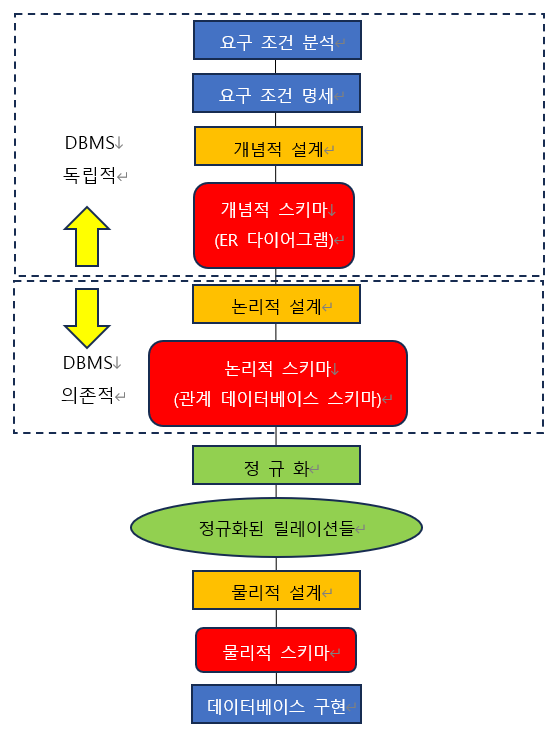 요구 조건 분석
요구 조건 명세
개념적 설계
DBMS
독립적
개념적 스키마
(ER 다이어그램)
논리적 설계
DBMS
의존적
논리적 스키마
(관계 데이터베이스 스키마)
정 규 화
정규화된 릴레이션들
물리적 설계
물리적 스키마
데이터베이스 구현